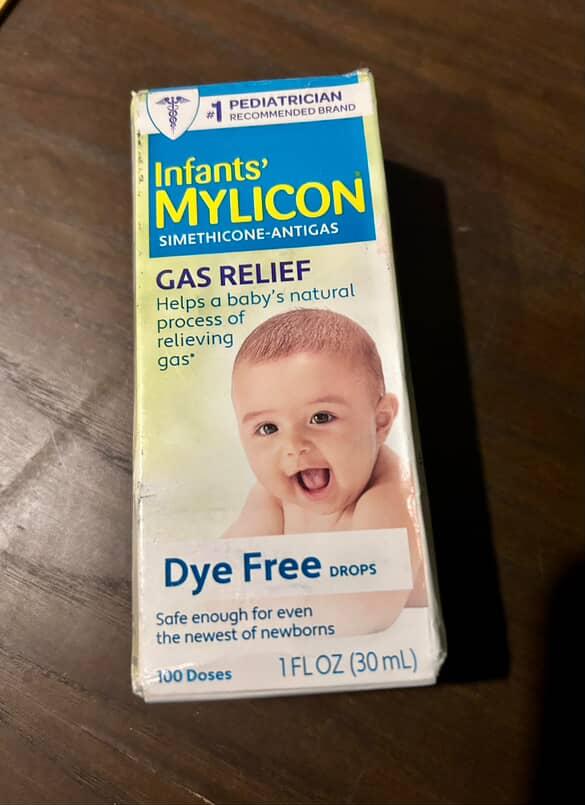 #1 PEDIATRICIAN
RECOMMENDED BRAND
Infants'
MYLICON®
SIMETHICONE-ANTIGAS
GAS RELIEF
Helps a baby's natural
process of
relieving
gas*
Dye Free DROPS
Safe enough for even
the newest of newborns
100 Doses 1 FL OZ (30 mL)